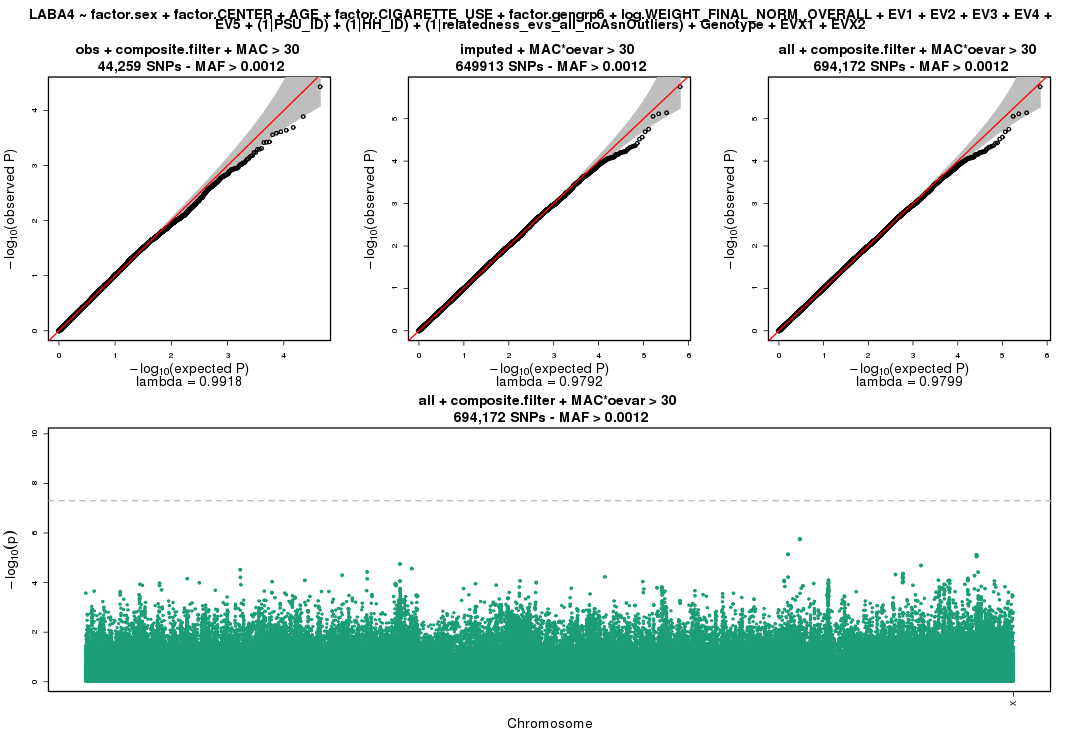 LABA4 ~ factor.sex + factor.CENTER + AGE + factor.CIGARETTE_USE + factor.gengrp6 + log.WEIGHT_FINAL_NORM_OVERALL + EV1 + EV2 + EV3 + EV4 +
EV5 + (1|PSU_ID) + (1|HH_ID) + (1|relatedness_evs_all_noAsnOutliers) + Genotype + EVX1 + EVX2
obs + composite.filter + MAC > 30
44,259 SNPs - MAF > 0.0012
−log10(observed P)
0 1 2 3 4
0 1 2 3 4
−log10(expected P)
lambda = 0.9918
imputed + MAC*oevar > 30
649913 SNPs - MAF > 0.0012
−log10(observed P)
0 1 2 3 4 5
0 1 2 3 4 5 6
−log10(expected P)
lambda = 0.9792
all + composite.filter + MAC*oevar > 30
694,172 SNPs - MAF > 0.0012
−log10(observed P)
0 1 2 3 4 5
0 1 2 3 4 5 6
−log10(expected P)
lambda = 0.9799
all + composite.filter + MAC*oevar > 30
694,172 SNPs - MAF > 0.0012
−log10(p)
0 2 4 6 8 10
X
Chromosome